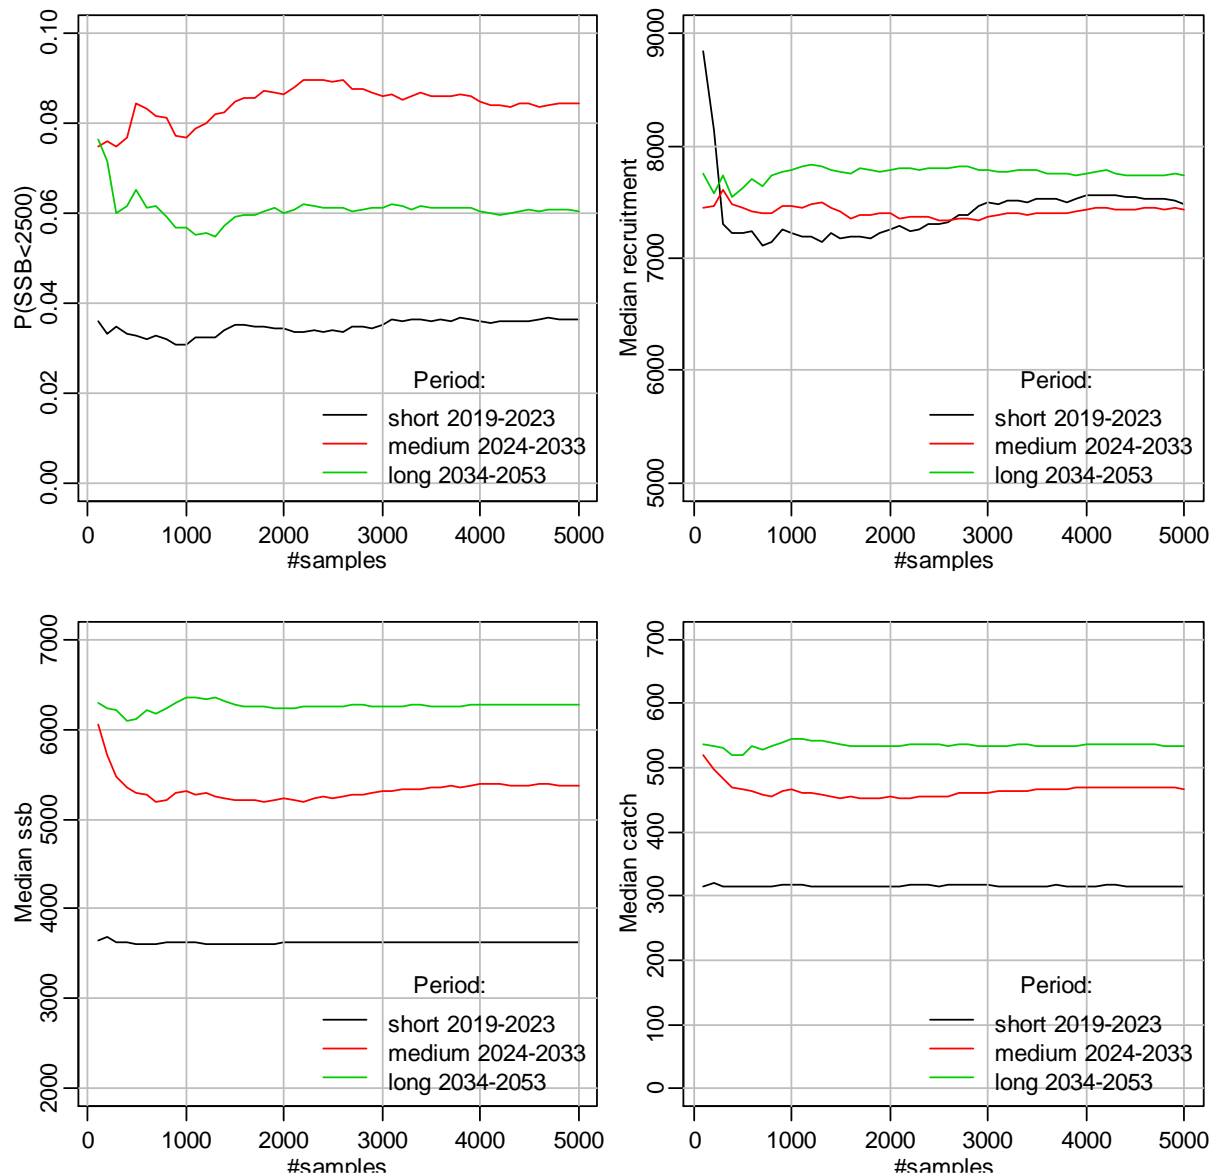 P(SSB<2500)
0.10
0.08
0.06
0.04
0.02
0.00
Period:
short 2019-2023
medium 2024-2033
long 2034-2053
0 1000 2000 3000 4000 5000
#samples
Median recruitment
9000
8000
7000
6000
5000
Period:
short 2019-2023
medium 2024-2033
long 2034-2053
0 1000 2000 3000 4000 5000
#samples
Median ssb
7000
6000
5000
4000
3000
2000
Period:
short 2019-2023
medium 2024-2033
long 2034-2053
0 1000 2000 3000 4000 5000
#samples
Median catch
700
600
500
400
300
200
100
0
Period:
short 2019-2023
medium 2024-2033
long 2034-2053
0 1000 2000 3000 4000 5000
#samples